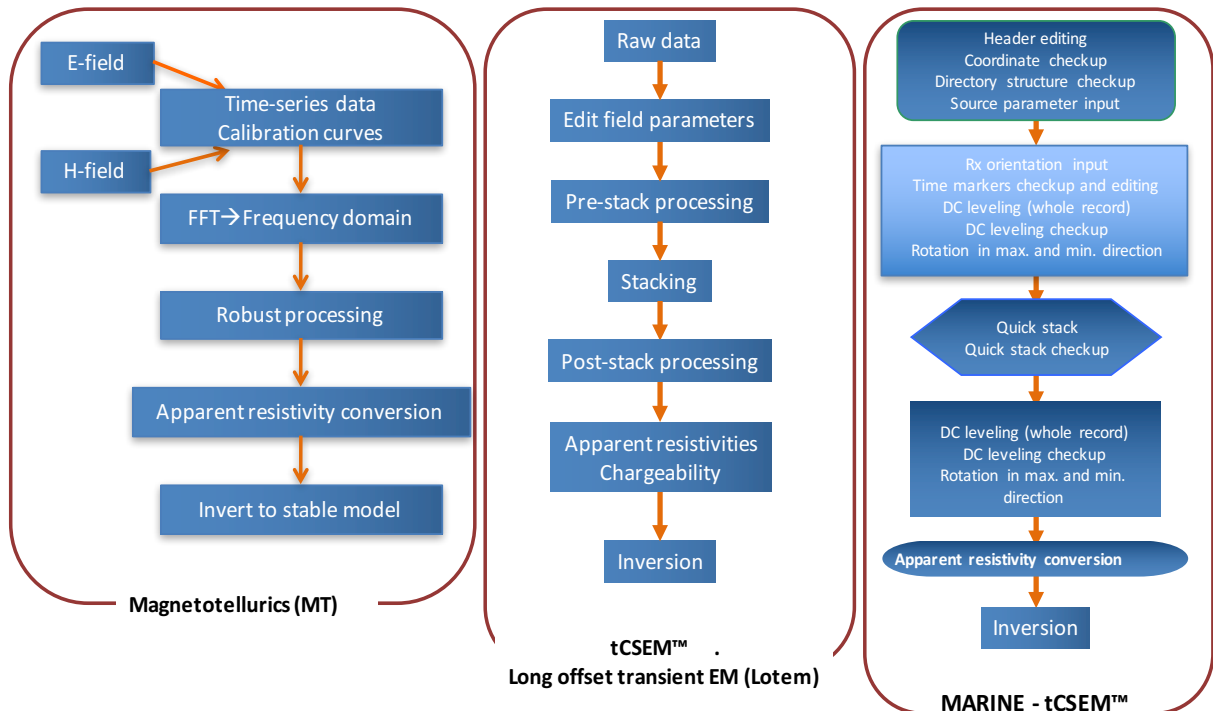 E-field
H-field
Time-series data
Calibration curves
FFT→Frequency domain
Robust processing
Apparent resistivity conversion
Invert to stable model
Magnetotellurics (MT)
Raw data
Edit field parameters
Pre-stack processing
Stacking
Post-stack processing
Apparent resistivities
Chargeability
Inversion
tCSEM™ .
Long offset transient EM (Lotem)
Header editing
Coordinate checkup
Directory structure checkup
Source parameter input
Rx orientation input
Time markers checkup and editing
DC leveling (whole record)
DC leveling checkup
Rotation in max. and min. direction
Quick stack
Quick stack checkup
DC leveling (whole record)
DC leveling checkup
Rotation in max. and min.
direction
Apparent resistivity conversion
Inversion
MARINE - tCSEM™